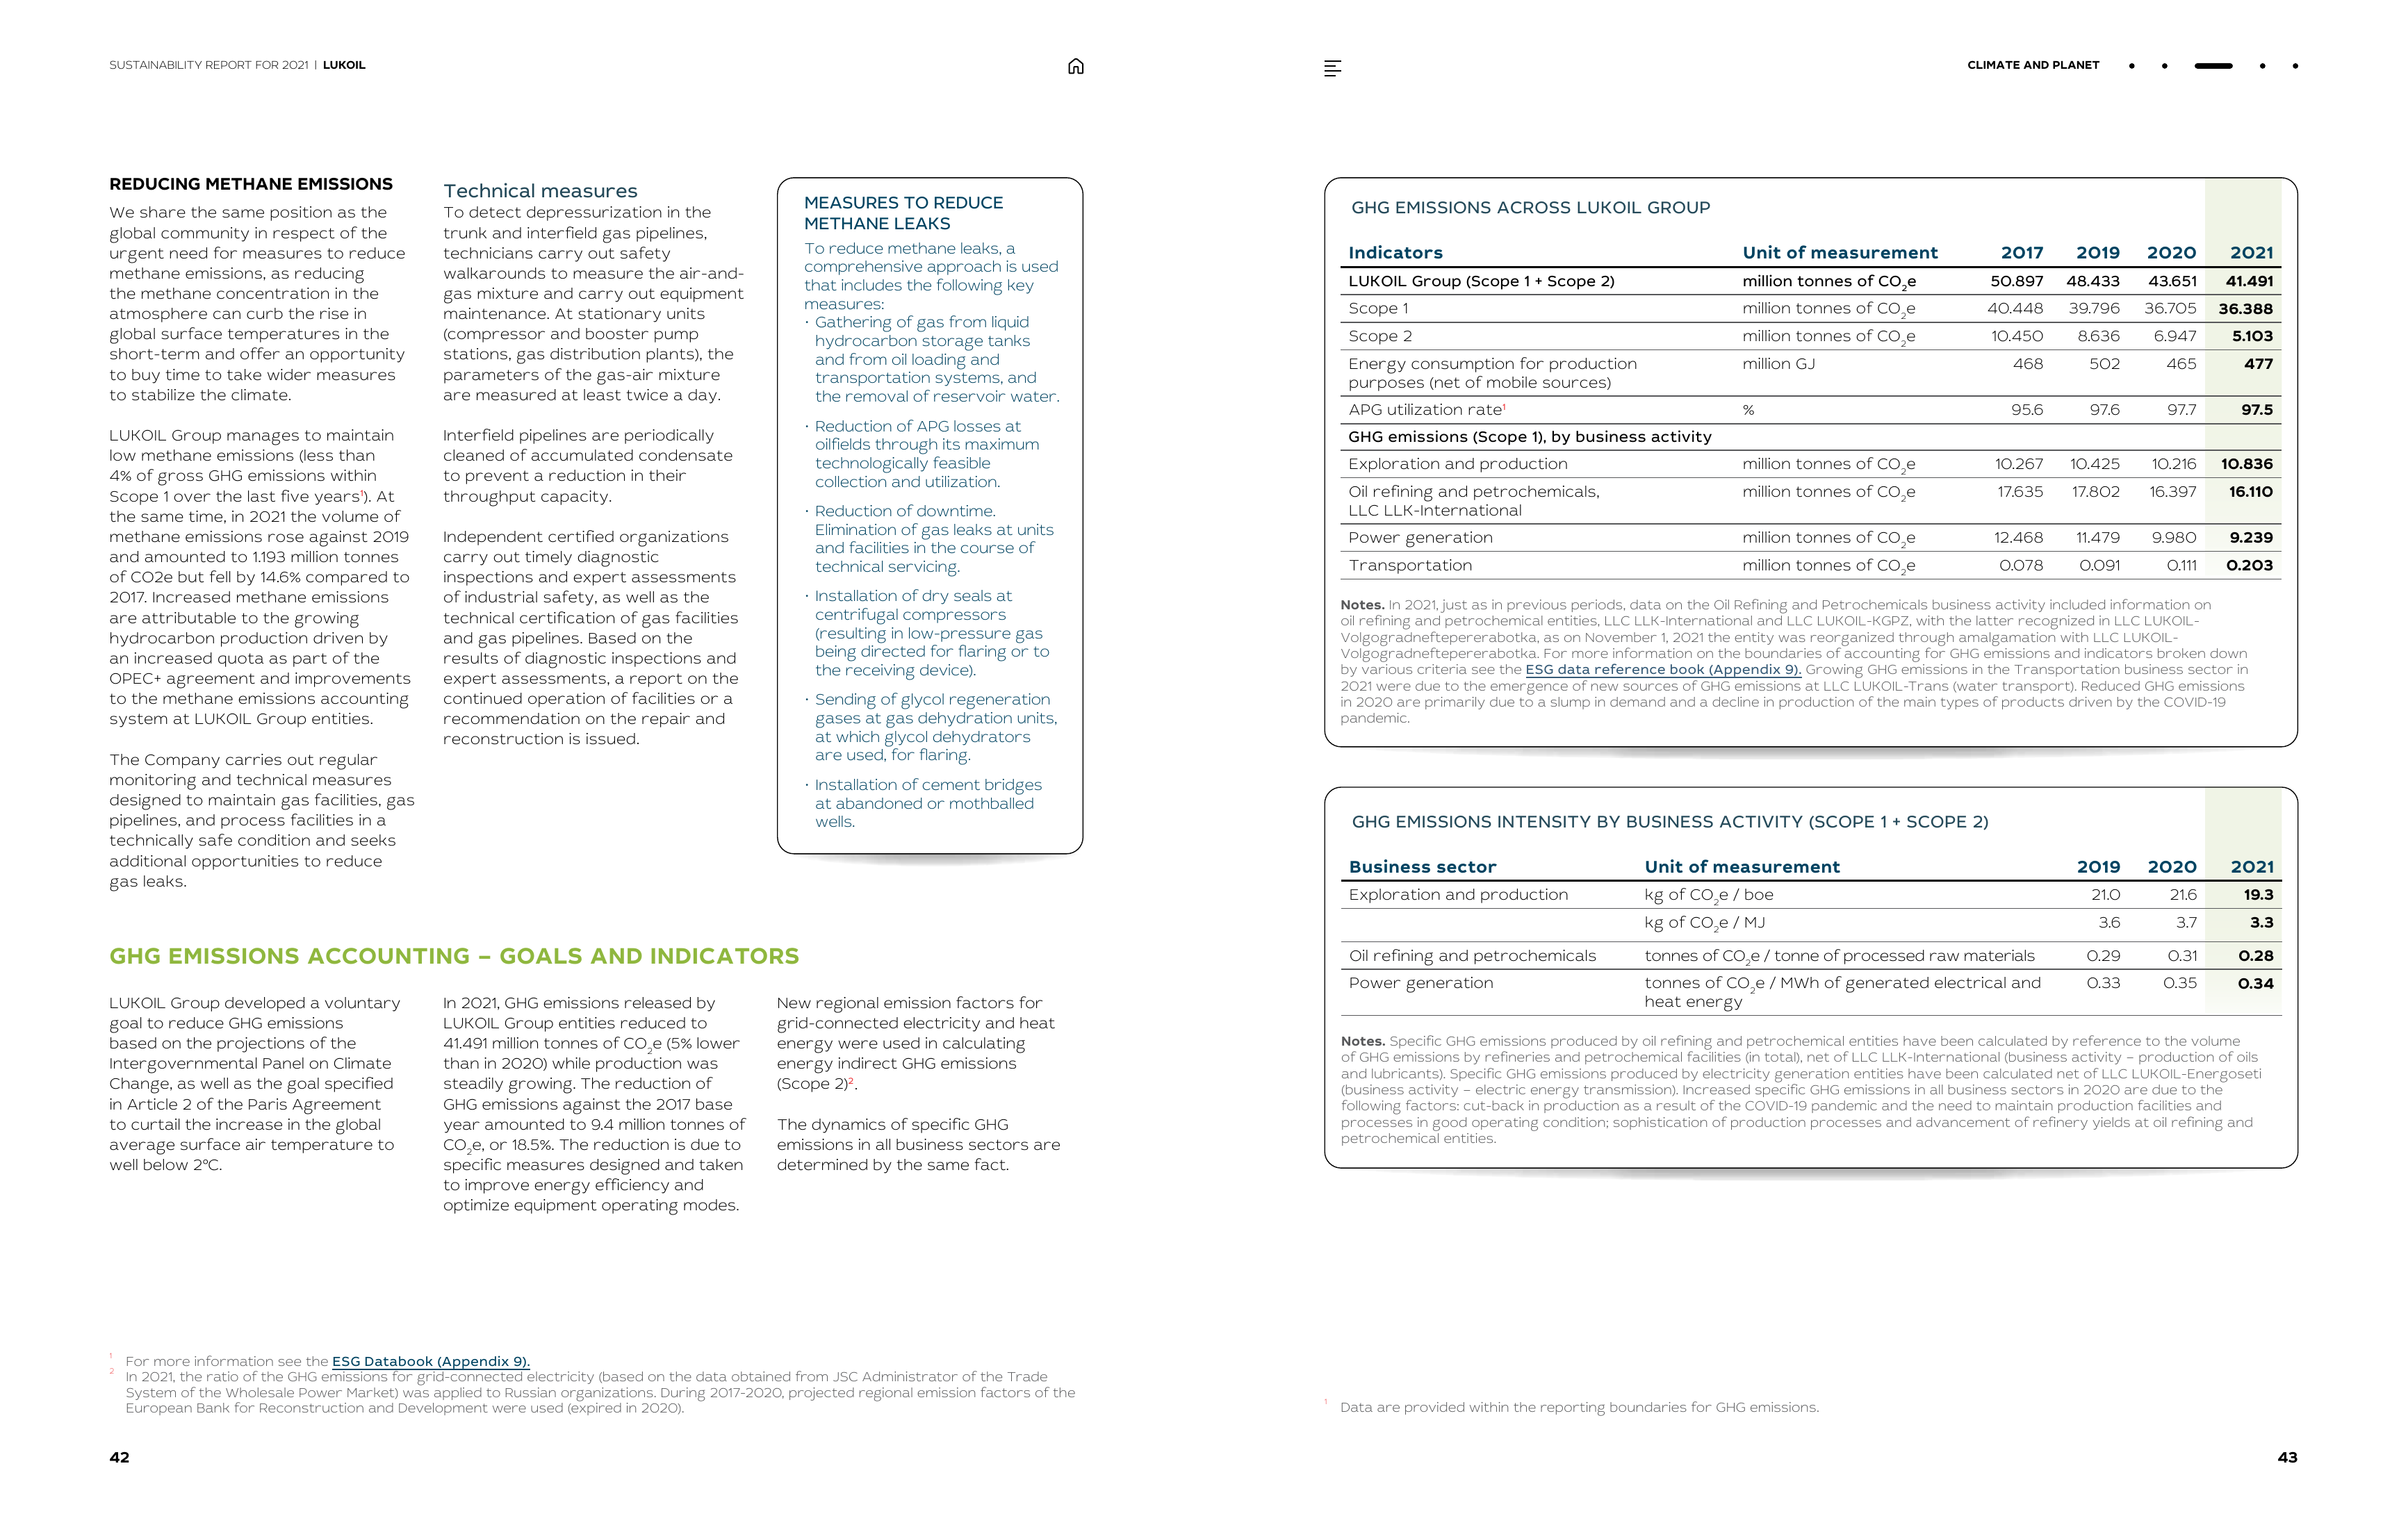 SUSTAINABILITY REPORT FOR 2021 | LUKOIL
REDUCING METHANE EMISSIONS
We share the same position as the
global community in respect of the
urgent need for measures to reduce
methane emissions, as reducing
the methane concentration in the
atmosphere can curb the rise in
global surface temperatures in the
short-term and offer an opportunity
to buy time to take wider measures
to stabilize the climate.
LUKOIL Group manages to maintain
low methane emissions (less than
4% of gross GHG emissions within
Scope 1 over the last five years¹). At
the same time, in 2021 the volume of
methane emissions rose against 2019
and amounted to 1.193 million tonnes
of CO2e but fell by 14.6% compared to
2017. Increased methane emissions
are attributable to the growing
hydrocarbon production driven by
an increased quota as part of the
OPEC+ agreement and improvements
to the methane emissions accounting
system at LUKOIL Group entities.
The Company carries out regular
monitoring and technical measures
designed to maintain gas facilities, gas
pipelines, and process facilities in a
technically safe condition and seeks
additional opportunities to reduce
gas leaks.
Technical measures
To detect depressurization in the
trunk and interfield gas pipelines,
technicians carry out safety
walkarounds to measure the air-and-
gas mixture and carry out equipment
maintenance. At stationary units
(compressor and booster pump
stations, gas distribution plants), the
parameters of the gas-air mixture
are measured at least twice a day.
Interfield pipelines are periodically
cleaned of accumulated condensate
to prevent a reduction in their
throughput capacity.
Independent certified organizations
carry out timely diagnostic
inspections and expert assessments
of industrial safety, as well as the
technical certification of gas facilities
and gas pipelines. Based on the
results of diagnostic inspections and
expert assessments, a report on the
continued operation of facilities or a
recommendation on the repair and
reconstruction is issued.
MEASURES TO REDUCE
METHANE LEAKS
To reduce methane leaks, a
comprehensive approach is used
that includes the following key
measures:
· Gathering of gas from liquid
hydrocarbon storage tanks
and from oil loading and
transportation systems, and
the removal of reservoir water.
· Reduction of APG losses at
oilfields through its maximum
technologically feasible
collection and utilization.
· Reduction of downtime.
Elimination of gas leaks at units
and facilities in the course of
technical servicing.
· Installation of dry seals at
centrifugal compressors
(resulting in low-pressure gas
being directed for flaring or to
the receiving device).
· Sending of glycol regeneration
gases at gas dehydration units,
at which glycol dehydrators
are used, for flaring.
· Installation of cement bridges
at abandoned or mothballed
wells.
GHG EMISSIONS ACCOUNTING – GOALS AND INDICATORS
LUKOIL Group developed a voluntary
goal to reduce GHG emissions
based on the projections of the
Intergovernmental Panel on Climate
Change, as well as the goal specified
in Article 2 of the Paris Agreement
to curtail the increase in the global
average surface air temperature to
well below 2°C.
In 2021, GHG emissions released by
LUKOIL Group entities reduced to
41.491 million tonnes of CO₂e (5% lower
than in 2020) while production was
steadily growing. The reduction of
GHG emissions against the 2017 base
year amounted to 9.4 million tonnes of
CO₂e, or 18.5%. The reduction is due to
specific measures designed and taken
to improve energy efficiency and
optimize equipment operating modes.
New regional emission factors for
grid-connected electricity and heat
energy were used in calculating
energy indirect GHG emissions
(Scope 2)².
The dynamics of specific GHG
emissions in all business sectors are
determined by the same fact.
1 For more information see the ESG Databook (Appendix 9).
2 In 2021, the ratio of the GHG emissions for grid-connected electricity (based on the data obtained from JSC Administrator of the Trade
System of the Wholesale Power Market) was applied to Russian organizations. During 2017-2020, projected regional emission factors of the
European Bank for Reconstruction and Development were used (expired in 2020).
42
CLIMATE AND PLANET
GHG EMISSIONS ACROSS LUKOIL GROUP
Indicators Unit of measurement 2017 2019 2020 2021
LUKOIL Group (Scope 1 + Scope 2) million tonnes of CO₂e 50.897 48.433 43.651 41.491
Scope 1 million tonnes of CO₂e 40.448 39.796 36.705 36.388
Scope 2 million tonnes of CO₂e 10.450 8.636 6.947 5.103
Energy consumption for production million GJ 468 502 465 477
purposes (net of mobile sources)
APG utilization rate¹ % 95.6 97.6 97.7 97.5
GHG emissions (Scope 1), by business activity
Exploration and production million tonnes of CO₂e 10.267 10.425 10.216 10.836
Oil refining and petrochemicals, million tonnes of CO₂e 17.635 17.802 16.397 16.110
LLC LLK-International
Power generation million tonnes of CO₂e 12.468 11.479 9.980 9.239
Transportation million tonnes of CO₂e 0.078 0.091 0.111 0.203
Notes. In 2021, just as in previous periods, data on the Oil Refining and Petrochemicals business activity included information on
oil refining and petrochemical entities, LLC LLK-International and LLC LUKOIL-KGPZ, with the latter recognized in LLC LUKOIL-
Volgogradneftepererabotka, as on November 1, 2021 the entity was reorganized through amalgamation with LLC LUKOIL-
Volgogradneftepererabotka. For more information on the boundaries of accounting for GHG emissions and indicators broken down
by various criteria see the ESG data reference book (Appendix 9). Growing GHG emissions in the Transportation business sector in
2021 were due to the emergence of new sources of GHG emissions at LLC LUKOIL-Trans (water transport). Reduced GHG emissions
in 2020 are primarily due to a slump in demand and a decline in production of the main types of products driven by the COVID-19
pandemic.
GHG EMISSIONS INTENSITY BY BUSINESS ACTIVITY (SCOPE 1 + SCOPE 2)
Business sector Unit of measurement 2019 2020 2021
Exploration and production kg of CO₂e / boe 21.0 21.6 19.3
kg of CO₂e / MJ 3.6 3.7 3.3
Oil refining and petrochemicals tonnes of CO₂e / tonne of processed raw materials 0.29 0.31 0.28
Power generation tonnes of CO₂e / MWh of generated electrical and 0.33 0.35 0.34
heat energy
Notes. Specific GHG emissions produced by oil refining and petrochemical entities have been calculated by reference to the volume
of GHG emissions by refineries and petrochemical facilities (in total), net of LLC LLK-International (business activity – production of oils
and lubricants). Specific GHG emissions produced by electricity generation entities have been calculated net of LLC LUKOIL-Energoseti
(business activity – electric energy transmission). Increased specific GHG emissions in all business sectors in 2020 are due to the
following factors: cut-back in production as a result of the COVID-19 pandemic and the need to maintain production facilities and
processes in good operating condition; sophistication of production processes and advancement of refinery yields at oil refining and
petrochemical entities.
1 Data are provided within the reporting boundaries for GHG emissions.
43